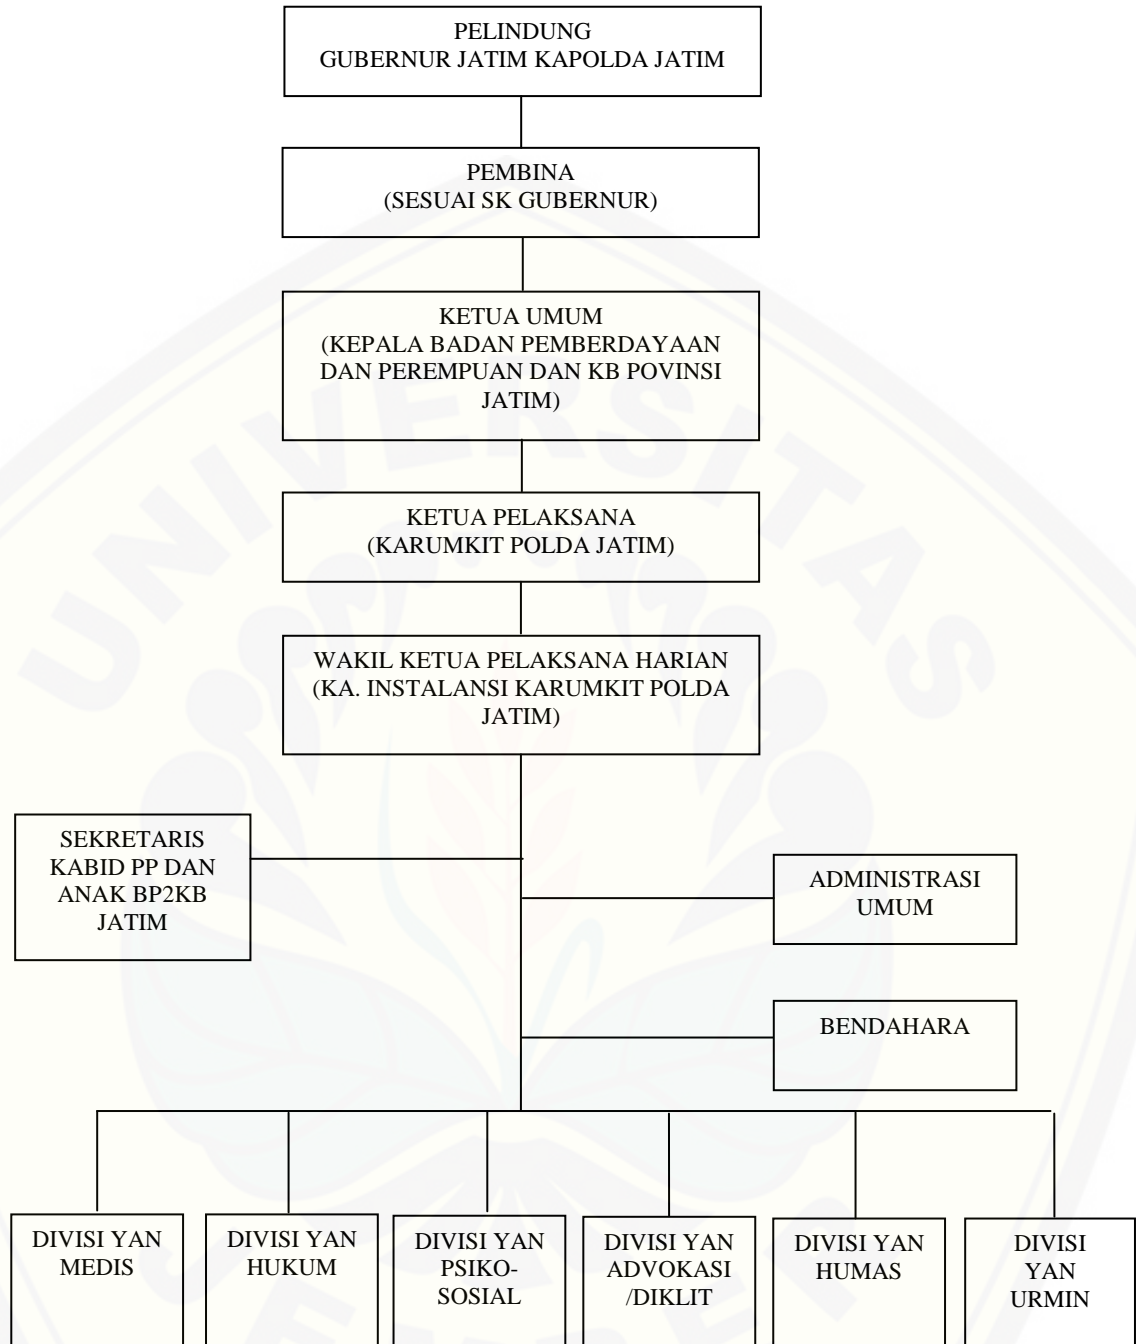 PELINDUNG
GUBERNUR JATIM KAPOLDA JATIM
PEMBINA
(SESUAI SK GUBERNUR)
KETUA UMUM
(KEPALA BADAN PEMBERDAYAAN
DAN PEREMPUAN DAN KB POVINSI
JATIM)
KETUA PELAKSANA
(KARUMKIT POLDA JATIM)
WAKIL KETUA PELAKSANA HARIAN
(KA. INSTALANSI KARUMKIT POLDA
JATIM)
SEKRETARIS
KABID PP DAN
ANAK BP2KB
JATIM
ADMINISTRASI
UMUM
BENDAHARA
DIVISI YAN
MEDIS
DIVISI YAN
HUKUM
DIVISI YAN
PSIKO-
SOSIAL
DIVISI YAN
ADVOKASI
/DIKLIT
DIVISI YAN
HUMAS
DIVISI
YAN
URMIN
UNIVERSITAS
JEMBER